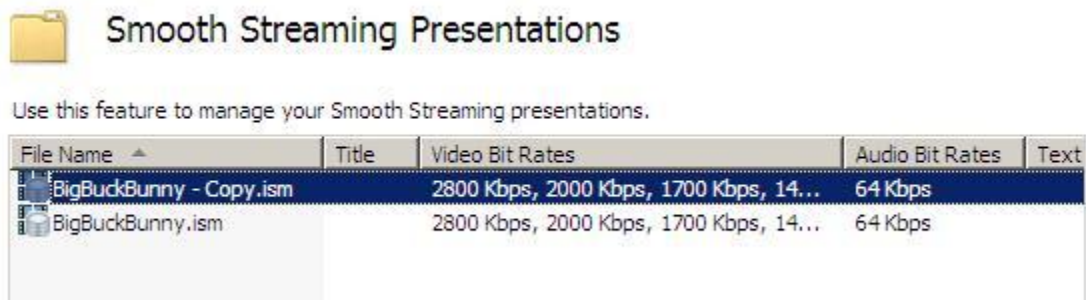 Smooth Streaming Presentations
Use this feature to manage your Smooth Streaming presentations.
File Name Title Video Bit Rates Audio Bit Rates Text
BigBuckBunny - Copy.ism 2800 Kbps, 2000 Kbps, 1700 Kbps, 14... 64 Kbps
BigBuckBunny.ism 2800 Kbps, 2000 Kbps, 1700 Kbps, 14... 64 Kbps